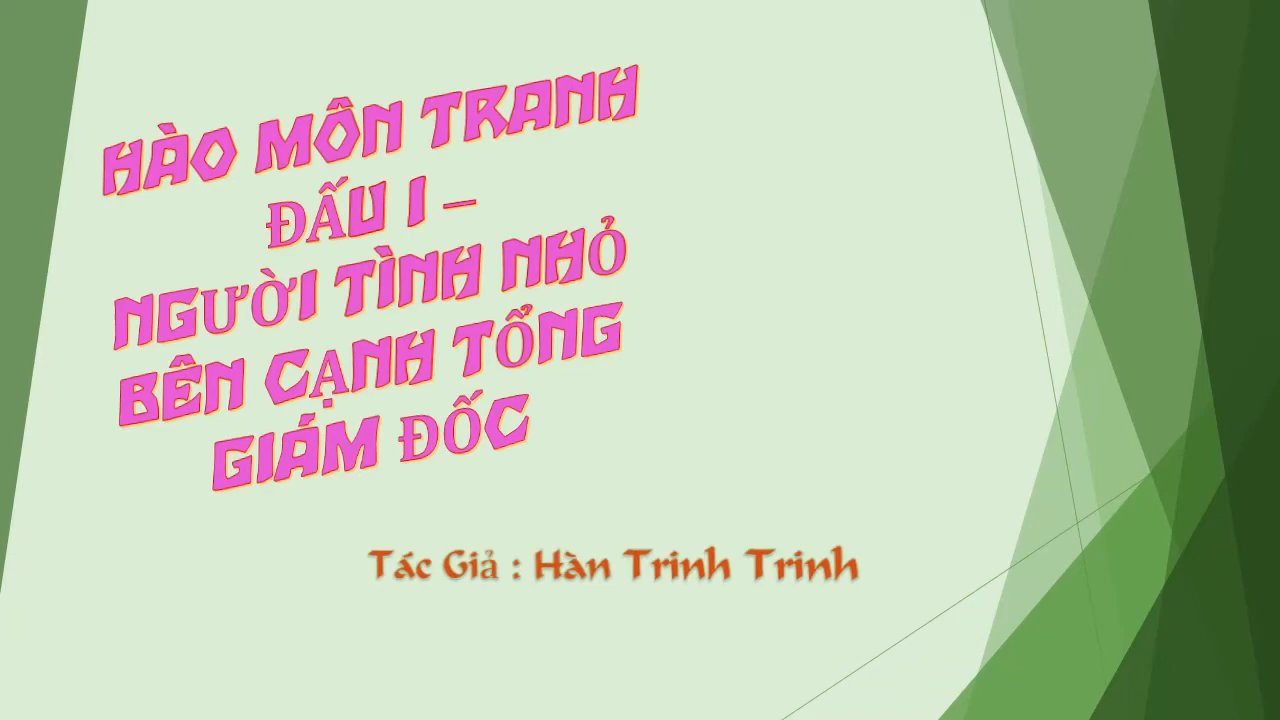 HÀO MÔN TRANH
ĐẤU I –
NGƯỜI TÌNH NHỎ
BÊN CẠNH TỔNG
GIÁM ĐỐC
Tác Giả : Hàn Trinh Trinh